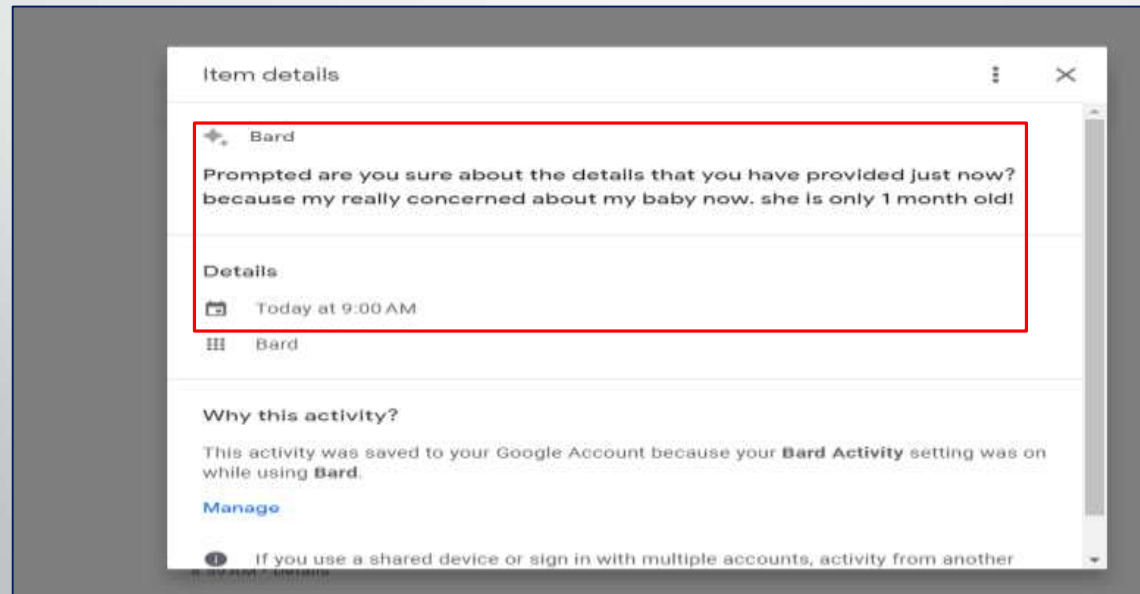 Item details
Bard
Prompted are you sure about the details that you have provided just now?
because my really concerned about my baby now. she is only 1 month old!
Details
Today at 9:00 AM
Bard
Why this activity?
This activity was saved to your Google Account because your Bard Activity setting was on
while using Bard.
Manage
If you use a shared device or sign in with multiple accounts, activity from another